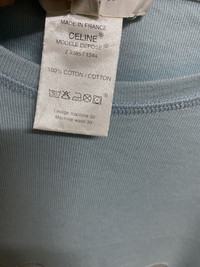 MADE IN FRANCE
CELINE®
MODELE DEPOSE
100% COTON / COTTON
Lavage machine 30
Machine wash 30